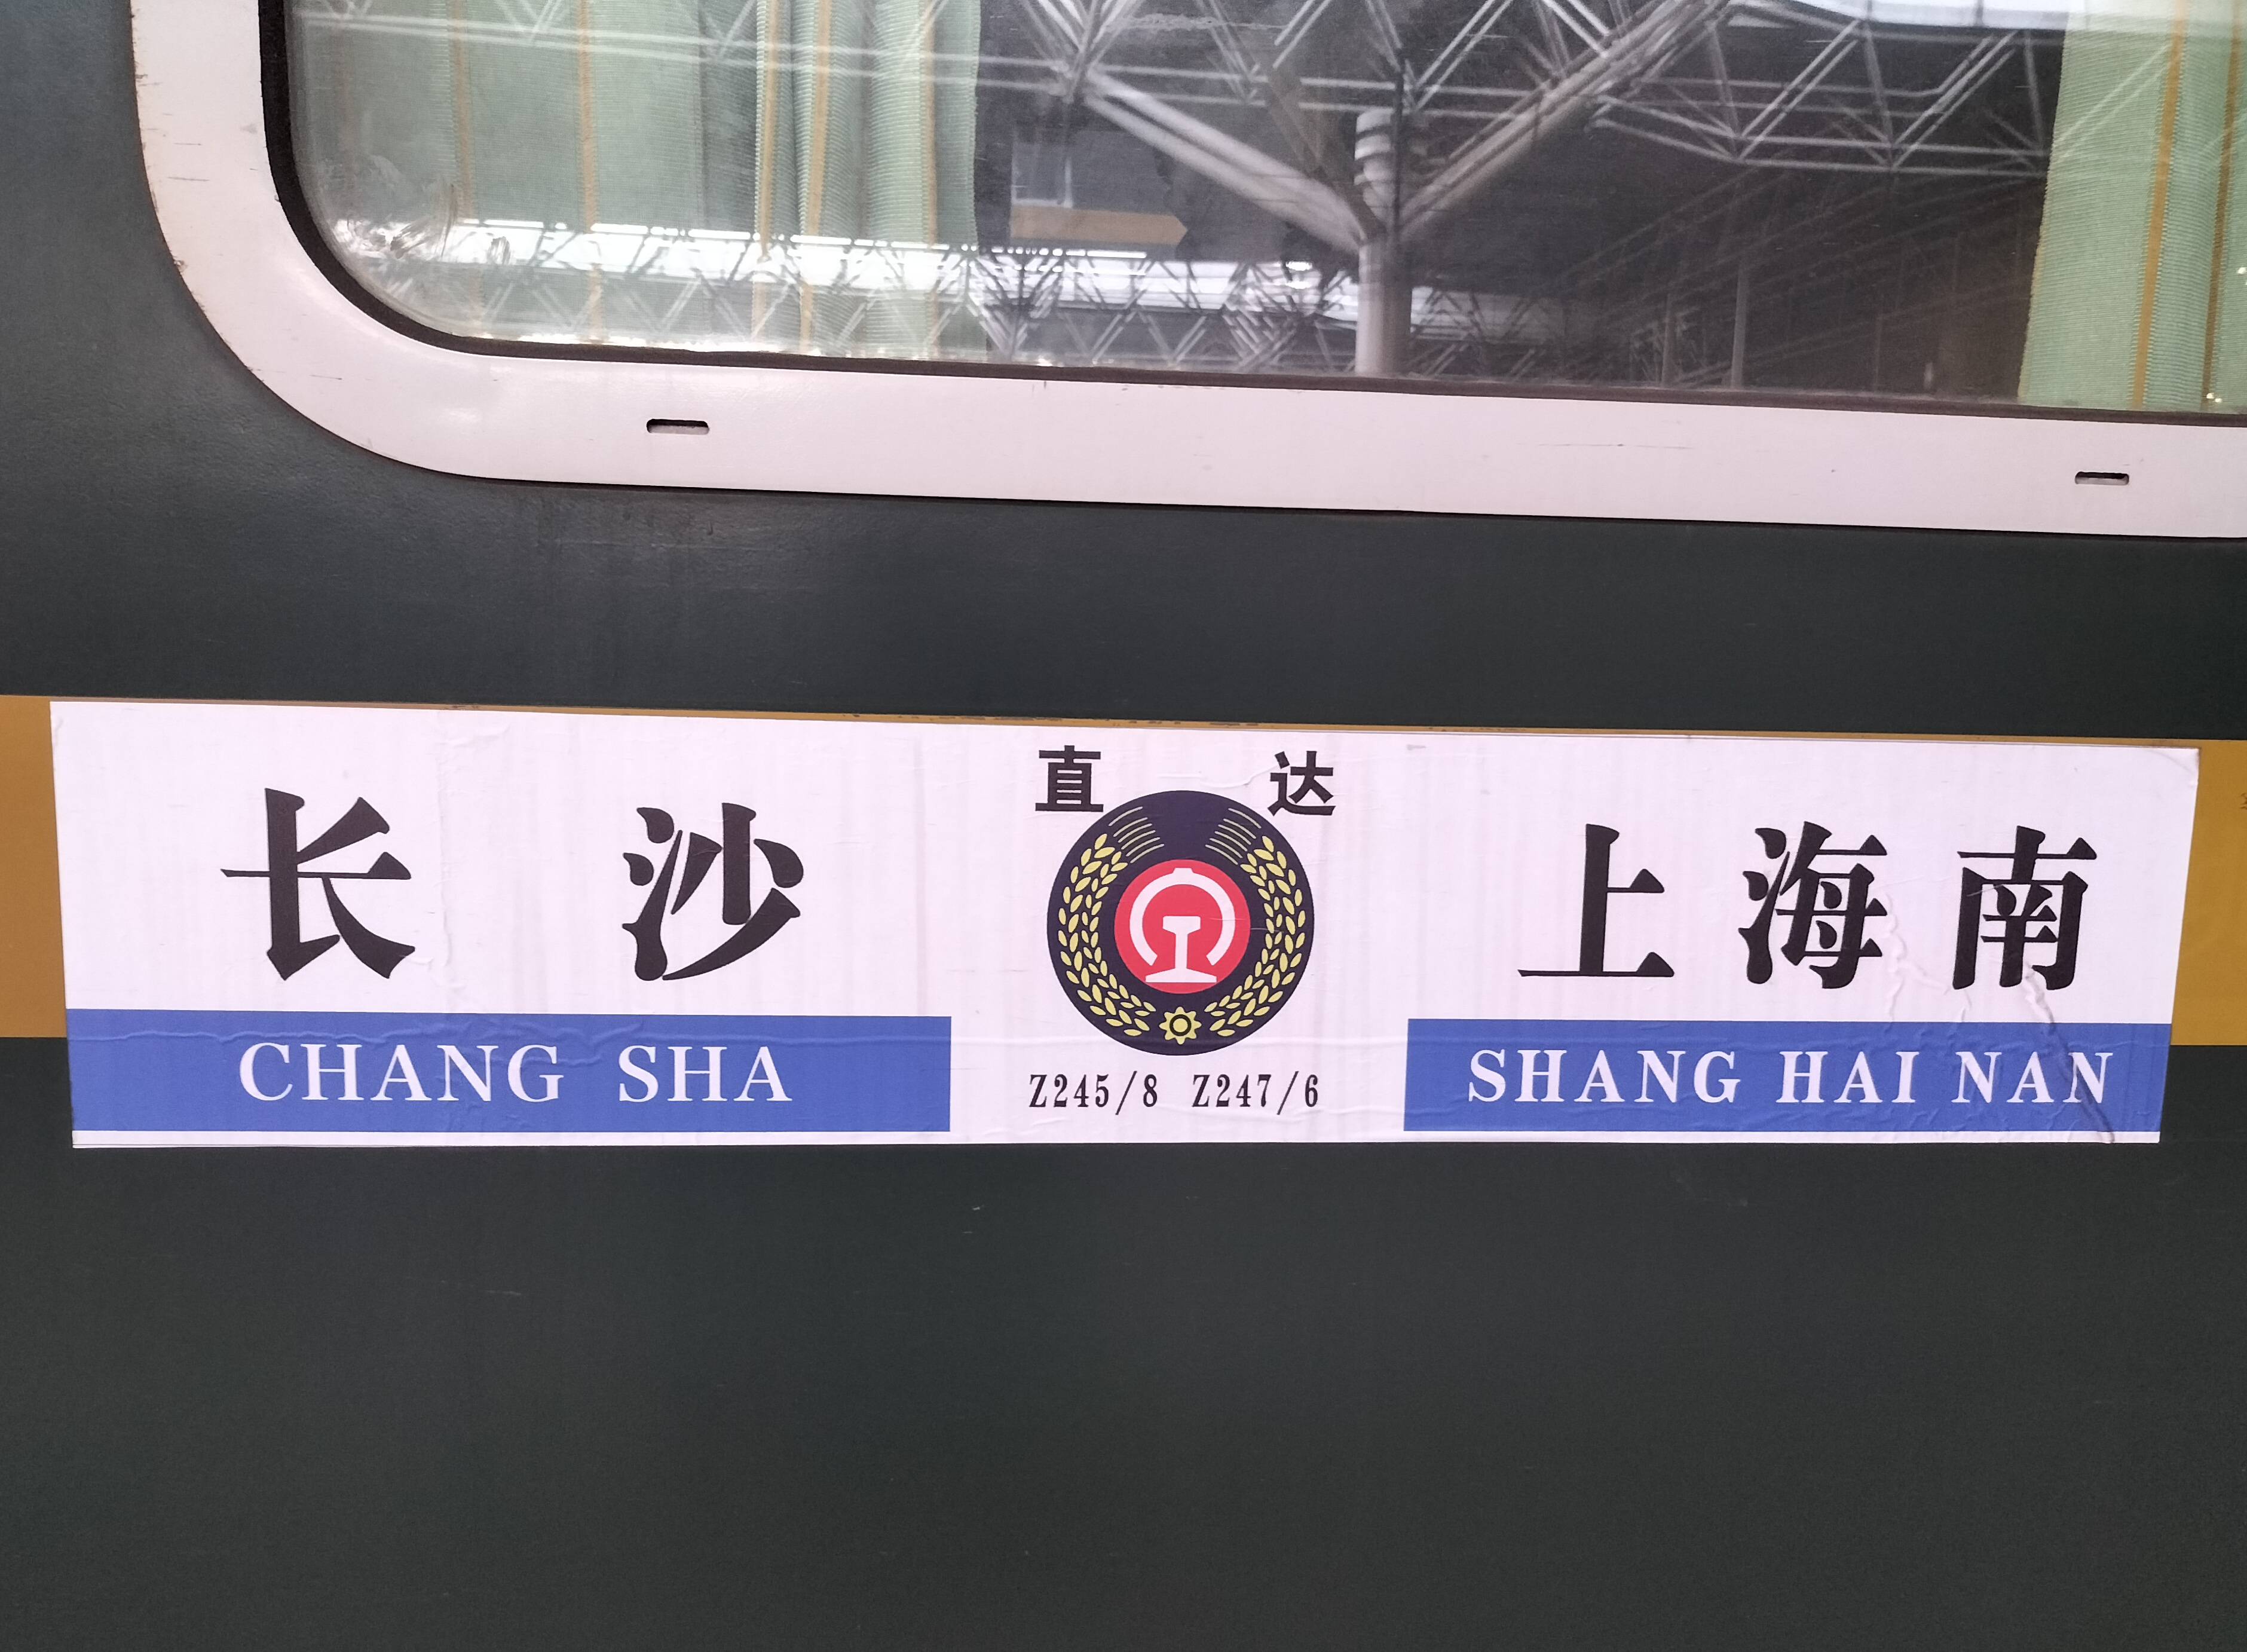 直 达
长 沙
上 海 南
CHANG SHA
SHANG HAI NAN
Z245/8 Z247/6